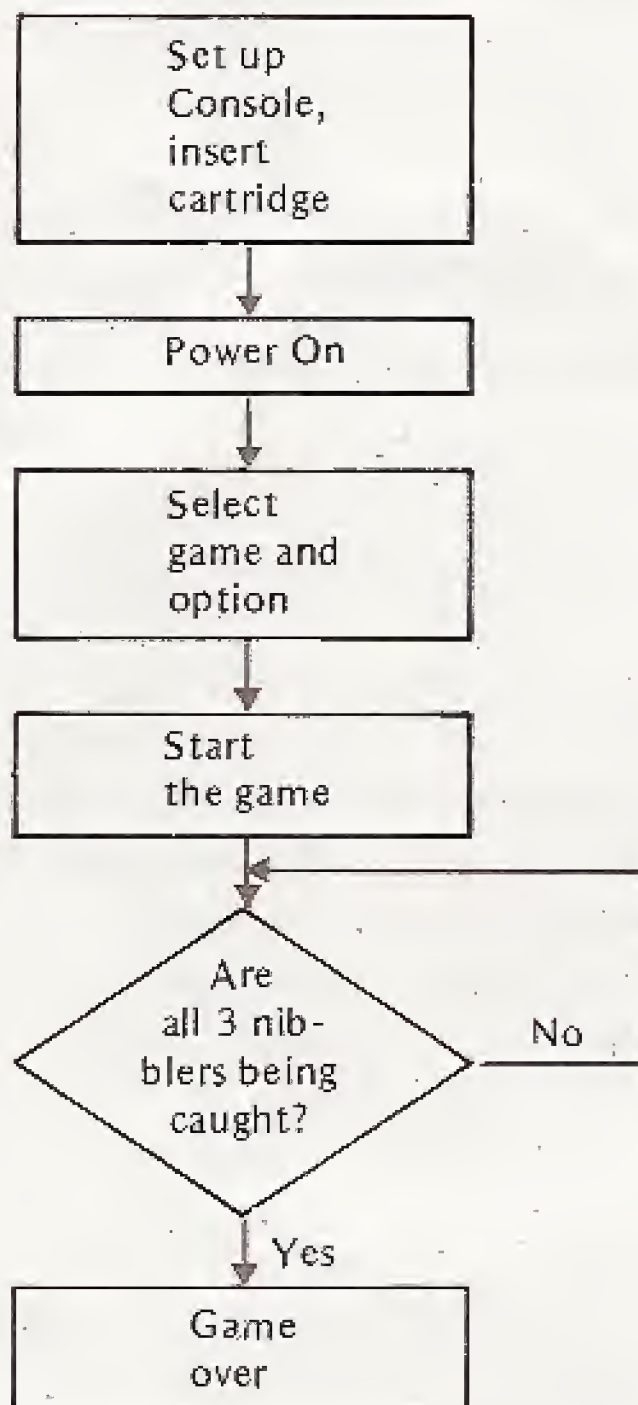 Set up
Console,
insert
cartridge
Power On
Select
game and
option
Start
the game
Are
all 3 nib-
blers being
caught?
No
Yes
Game
over